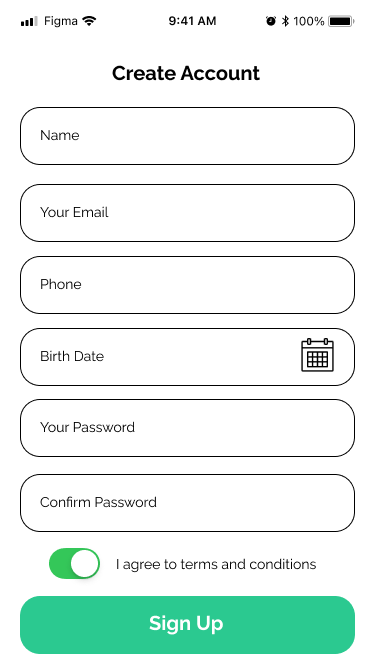 Figma 9:41 AM 100%
Create Account
Name
Your Email
Phone
Birth Date
Your Password
Confirm Password
I agree to terms and conditions
Sign Up